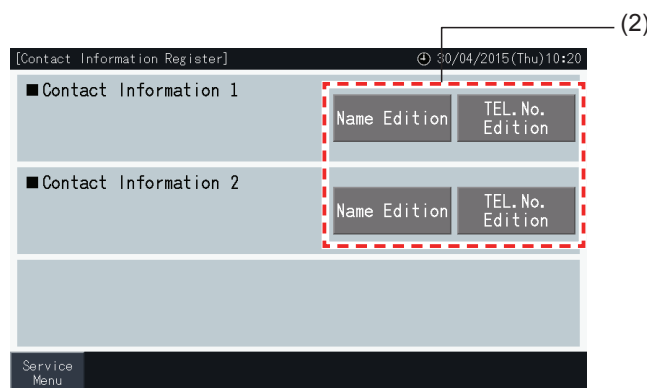 (2)
[Contact Information Register] 30/04/2015(Thu)10:20
■Contact Information 1
Name Edition TEL.No. Edition
■Contact Information 2
Name Edition TEL.No. Edition
Service
Menu